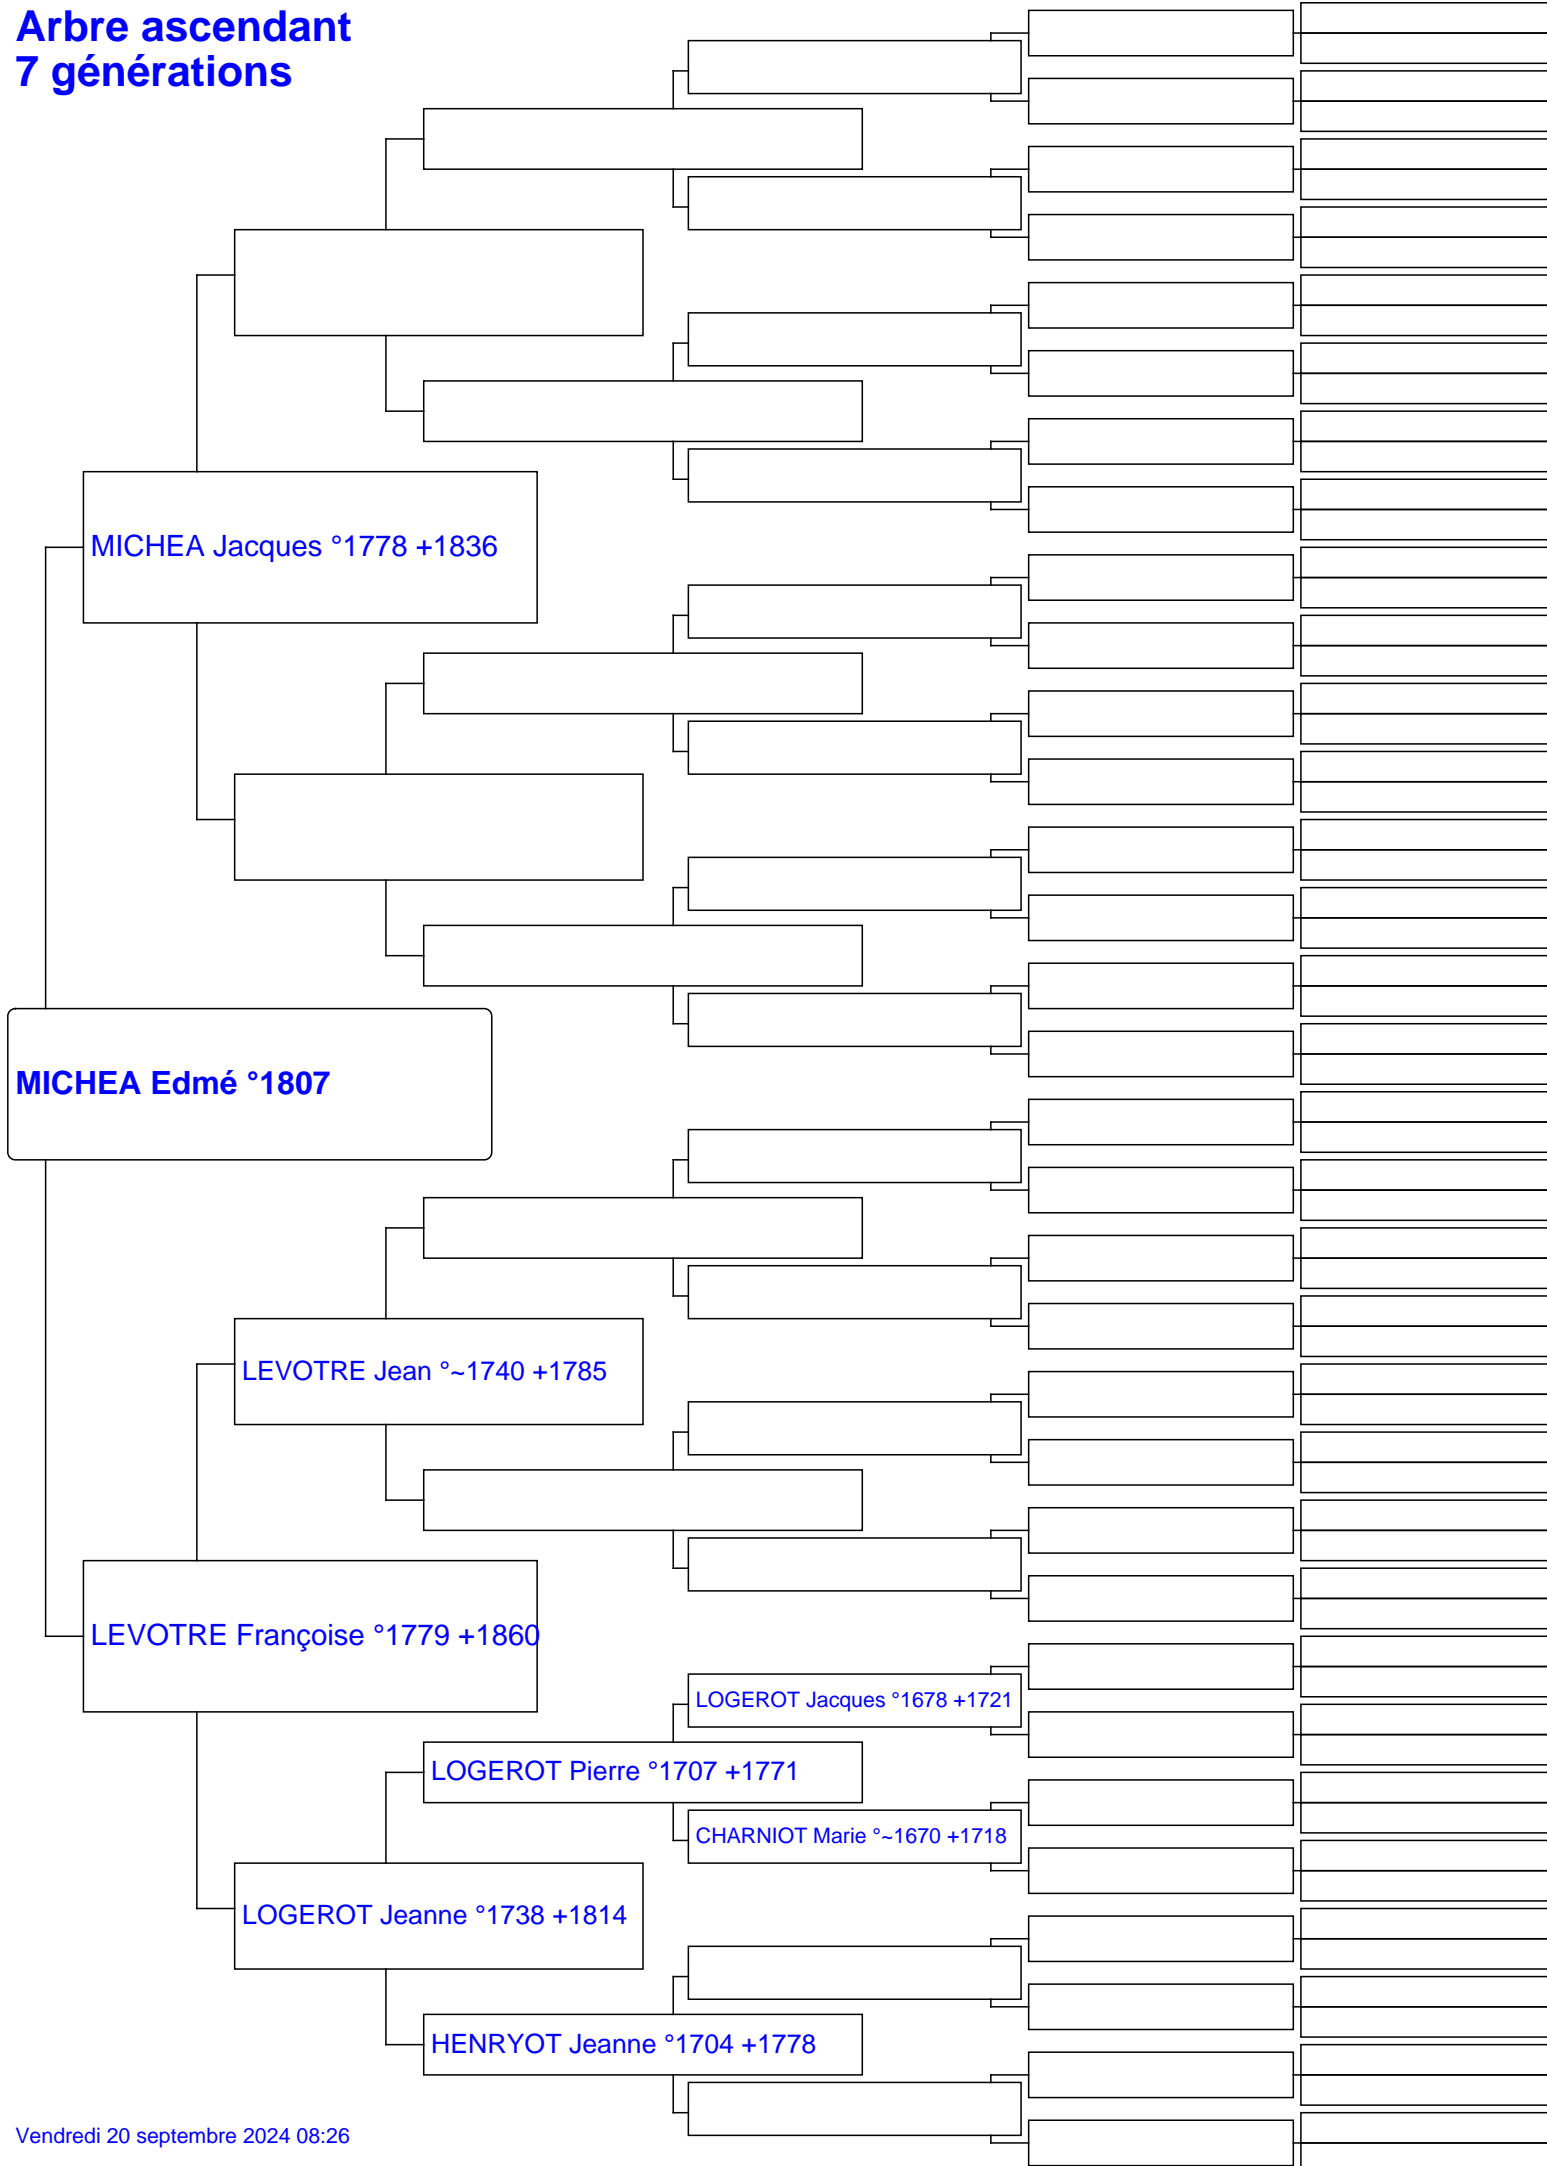 Arbre ascendant
7 générations
MICHEA Jacques °1778 +1836
MICHEA Edmé °1807
LEVOTRE Jean °~1740 +1785
LEVOTRE Françoise °1779 +1860
LOGEROT Jacques °1678 +1721
LOGEROT Pierre °1707 +1771
CHARNIOT Marie °~1670 +1718
LOGEROT Jeanne °1738 +1814
HENRYOT Jeanne °1704 +1778
Vendredi 20 septembre 2024 08:26